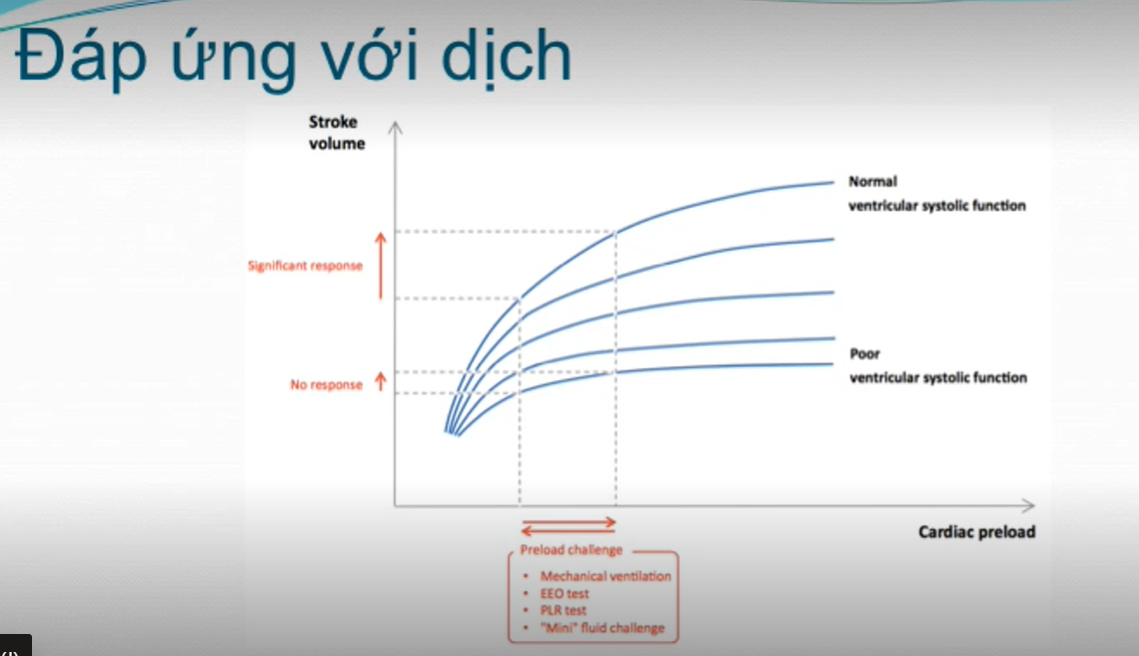 Đáp ứng với dịch
Stroke
volume
Normal
ventricular systolic function
Significant response
Poor
ventricular systolic function
No response
Cardiac preload
Preload challenge
• Mechanical ventilation
• EEO test
• PLR test
• "Mini" fluid challenge